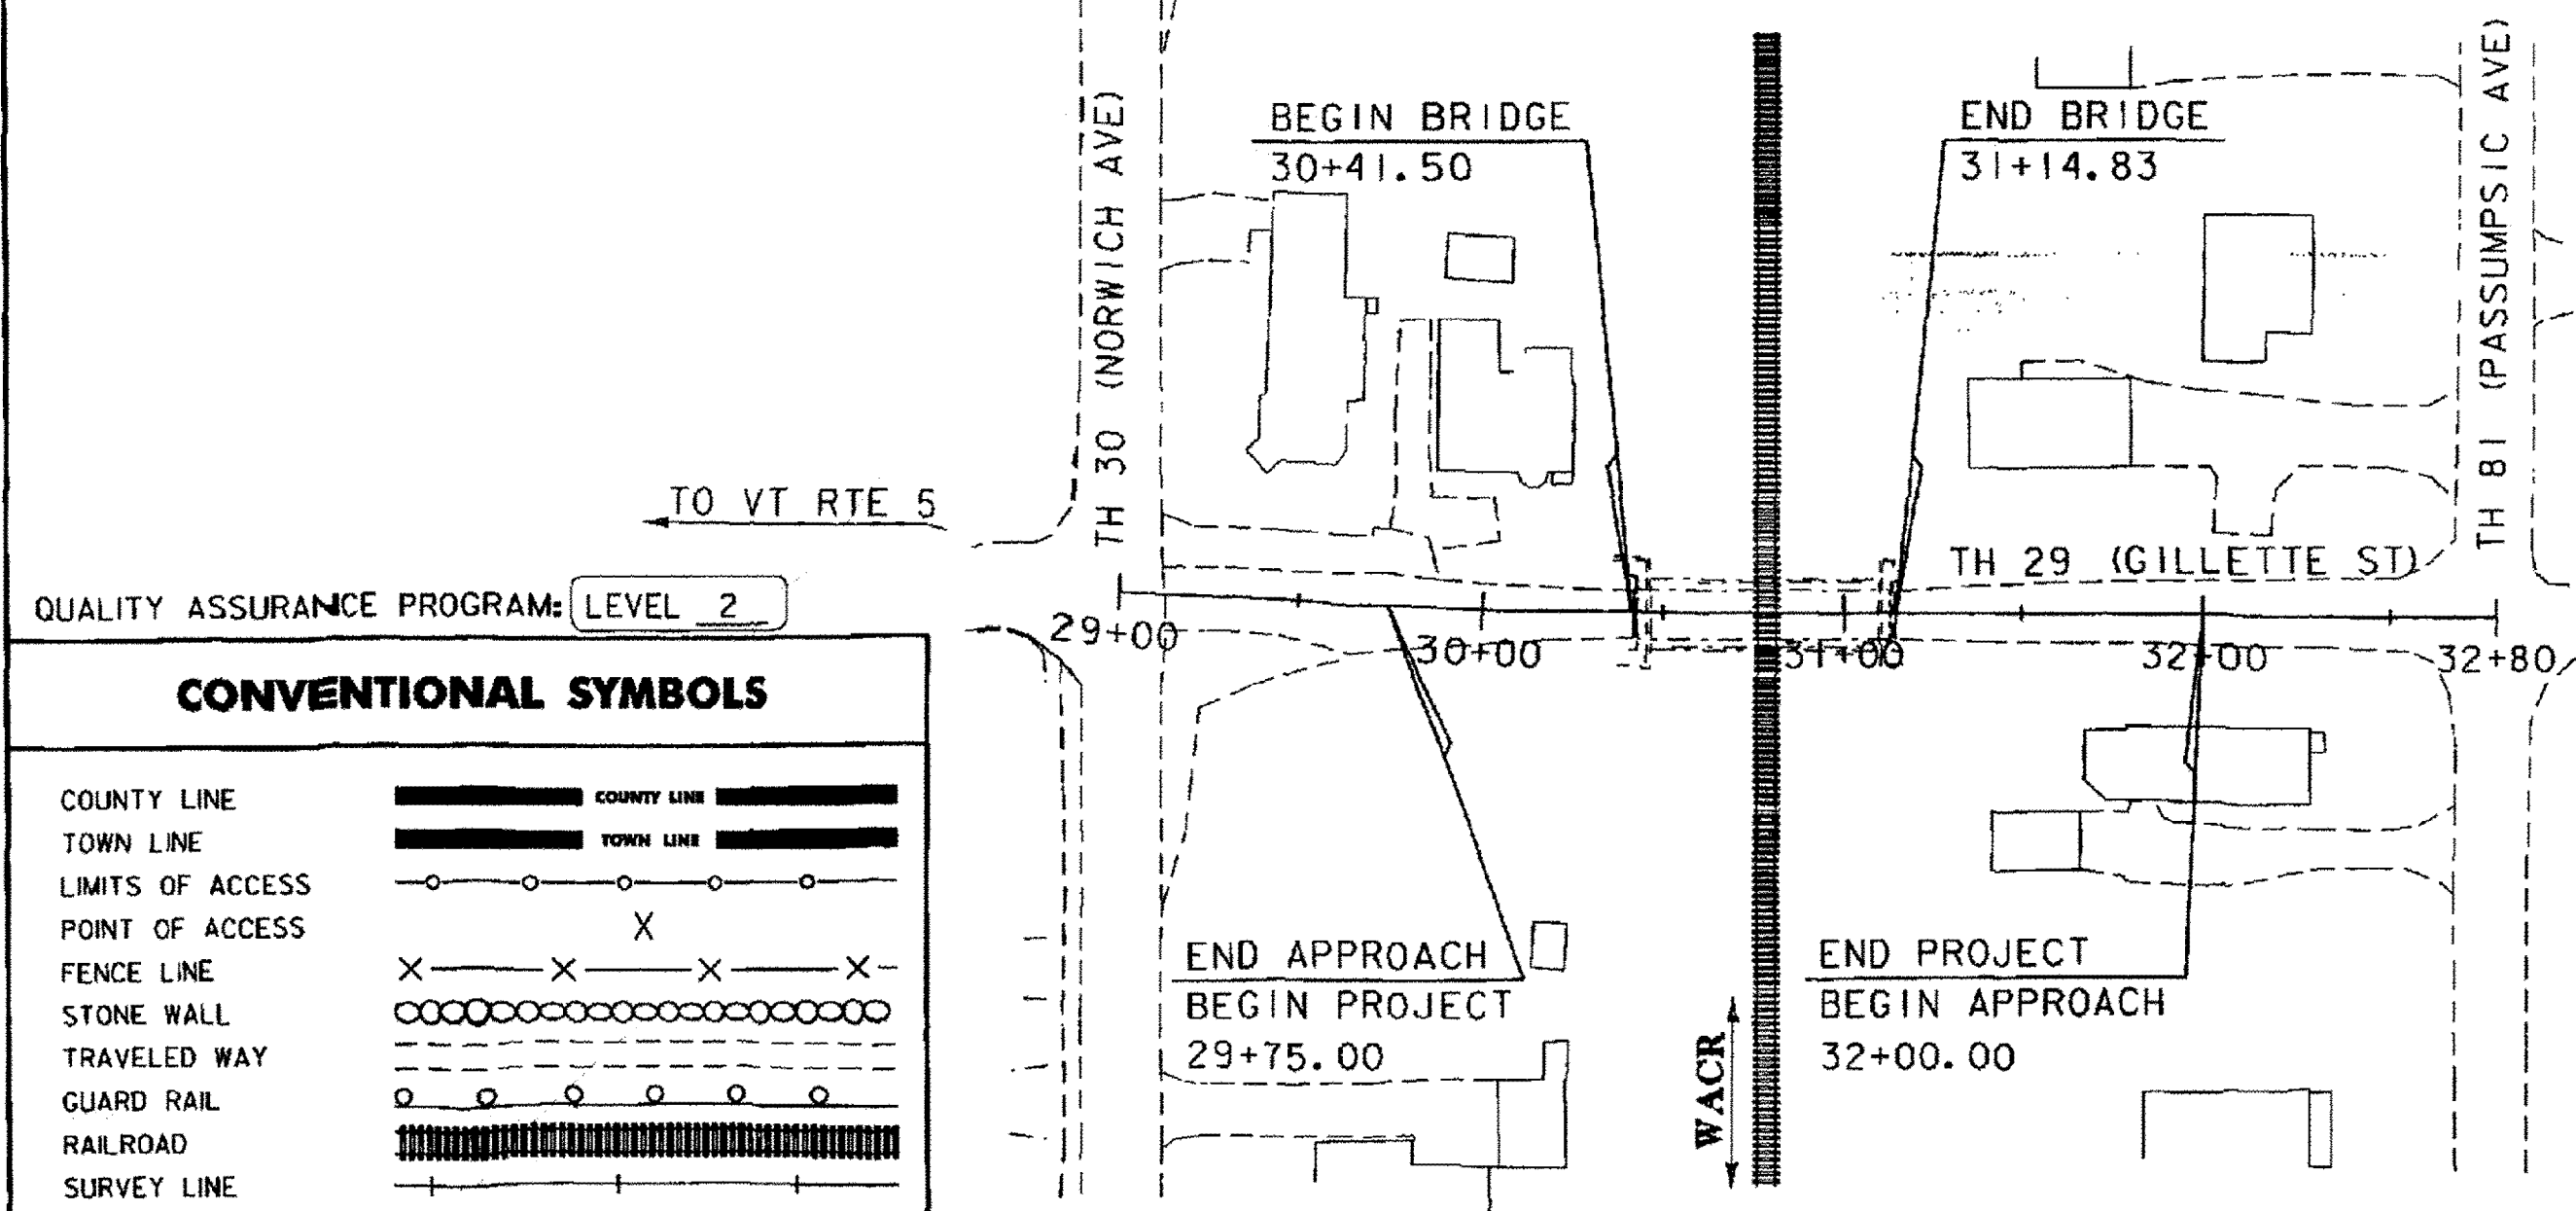 BEGIN BRIDGE
30+41.50
END BRIDGE
31+14.83
TH 30 (NORWICH AVE)
TH 81 (PASSUMPSIC AVE)
TO VT RTE 5
TH 29 (GILLETTE ST)
QUALITY ASSURANCE PROGRAM: LEVEL 2
29+00
30+00
31+00
32+00
32+80
CONVENTIONAL SYMBOLS
COUNTY LINE COUNTY LINE
TOWN LINE TOWN LINE
LIMITS OF ACCESS
POINT OF ACCESS X
FENCE LINE
STONE WALL
TRAVELED WAY
GUARD RAIL
RAILROAD
SURVEY LINE
END APPROACH
BEGIN PROJECT
29+75.00
WACR
END PROJECT
BEGIN APPROACH
32+00.00